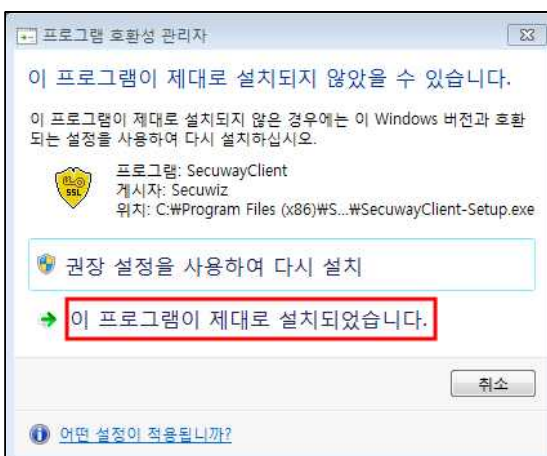 프로그램 호환성 관리자
이 프로그램이 제대로 설치되지 않았을 수 있습니다.
이 프로그램이 제대로 설치되지 않은 경우에는 이 Windows 버전과 호환
되는 설정을 사용하여 다시 설치하십시오.
프로그램: SecuwayClient
게시자: Secuwiz
위치: C:₩Program Files (x86)₩S...₩SecuwayClient-Setup.exe
SSL
권장 설정을 사용하여 다시 설치
이 프로그램이 제대로 설치되었습니다.
취소
어떤 설정이 적용됩니까?